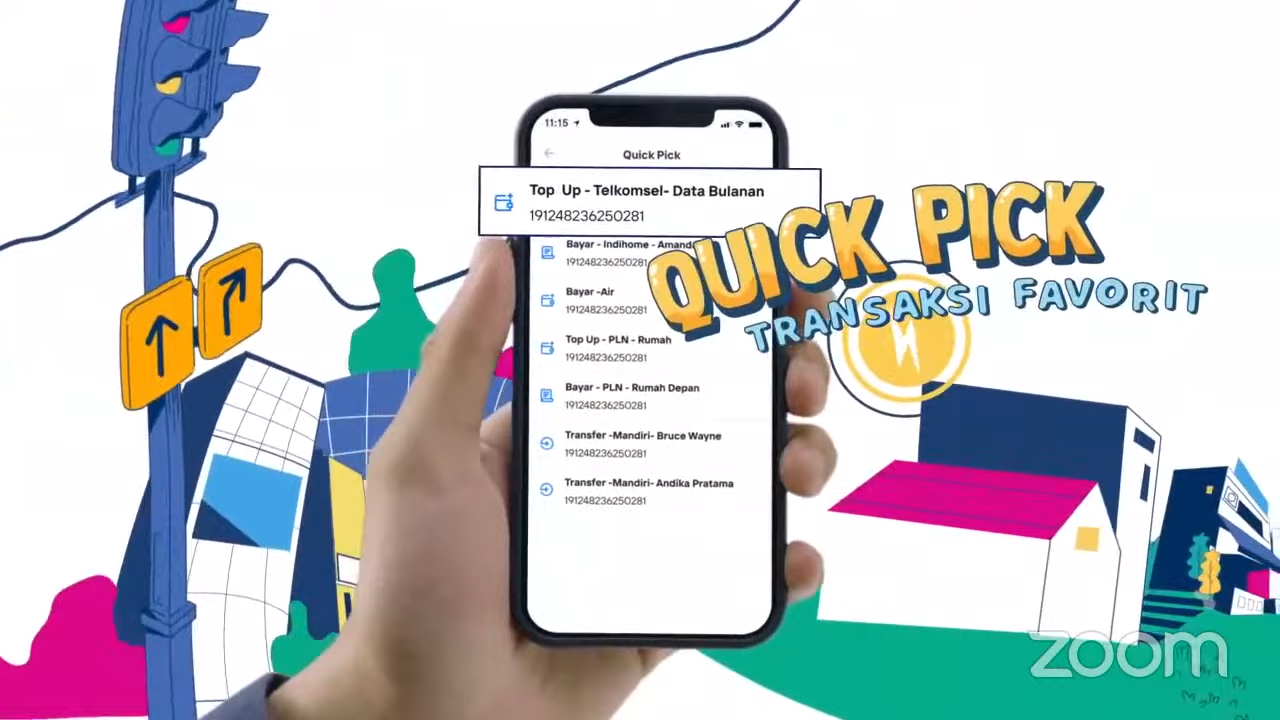 11:15
Quick Pick
Top Up - Telkomsel- Data Bulanan
191248236250281
Bayar - Indihome - Amand
191248236250281
Bayar -Air
191248236250281
Top Up - PLN - Rumah
191248236250281
Bayar - PLN - Rumah Depan
191248236250281
Transfer -Mandiri- Bruce Wayne
191248236250281
Transfer -Mandiri- Andika Pratama
191248236250281
QUICK PICK
TRANSAKSI FAVORIT
zoom